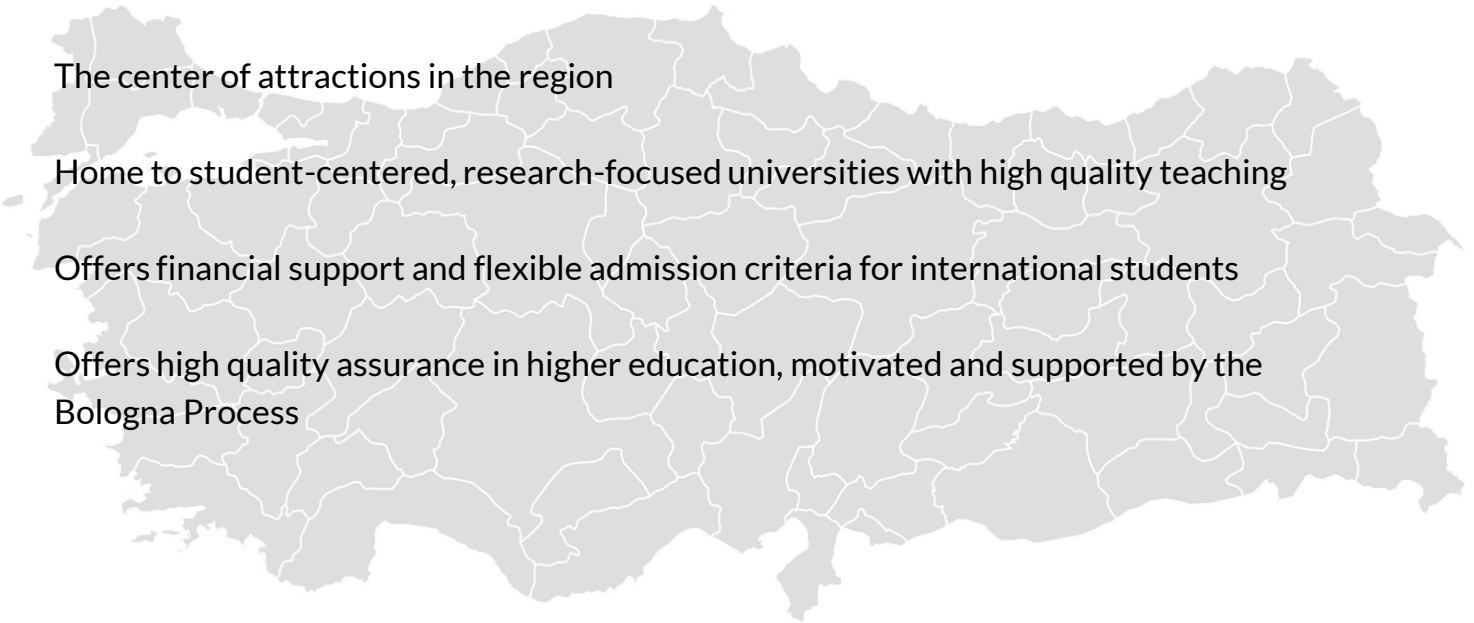 The center of attractions in the region
Home to student-centered, research-focused universities with high quality teaching
Offers financial support and flexible admission criteria for international students
Offers high quality assurance in higher education, motivated and supported by the
Bologna Process